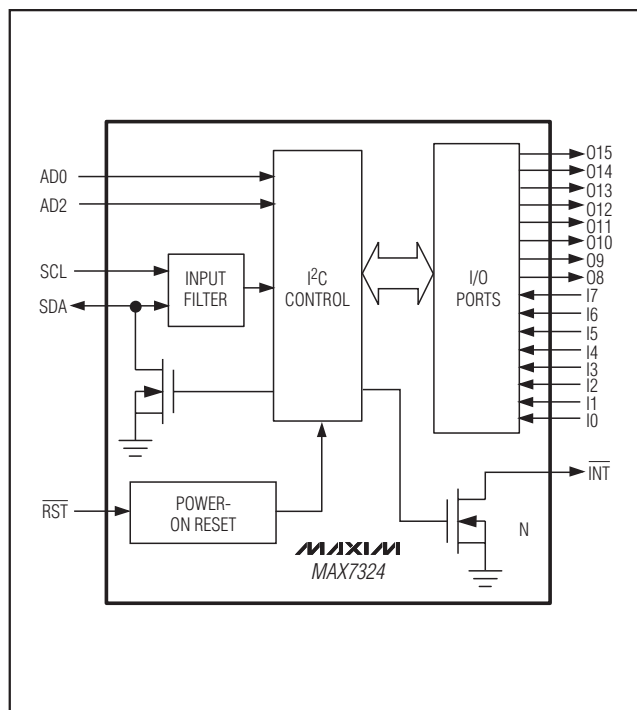 AD0
AD2
SCL
SDA
RST
INPUT
FILTER
I²C
CONTROL
POWER-
ON RESET
I/O
PORTS
O15
O14
O13
O12
O11
O10
O9
O8
I7
I6
I5
I4
I3
I2
I1
I0
INT
N
MAXIM
MAX7324